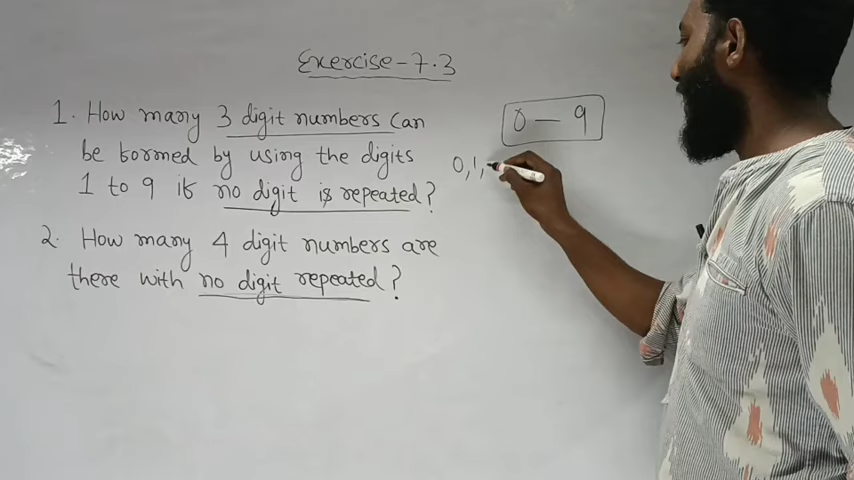 Exercise-7.3
1. How many 3 digit numbers can
be formed by using the digits
1 to 9 if no digit is repeated?
2. How many 4 digit numbers are
there with no digit repeated?
0 — 9
0, 1,